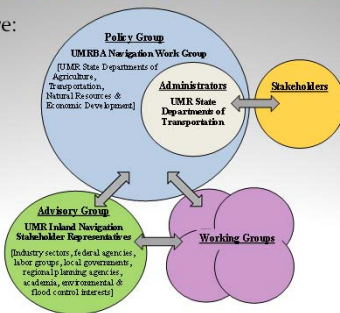 re:
Policy Group
UMRBA Navigation Work Group
[UMR State Departments of
Agriculture,
Transportation,
Natural Resources &
Economic Development]
Administrators
UMR State
Departments of
Transportation
Stakeholders
Advisory Group
UMR Inland Navigation
Stakeholder Representatives
[Industry sectors, federal agencies,
labor groups, local governments,
regional planning agencies,
academia, environmental &
flood control interests]
Working Groups